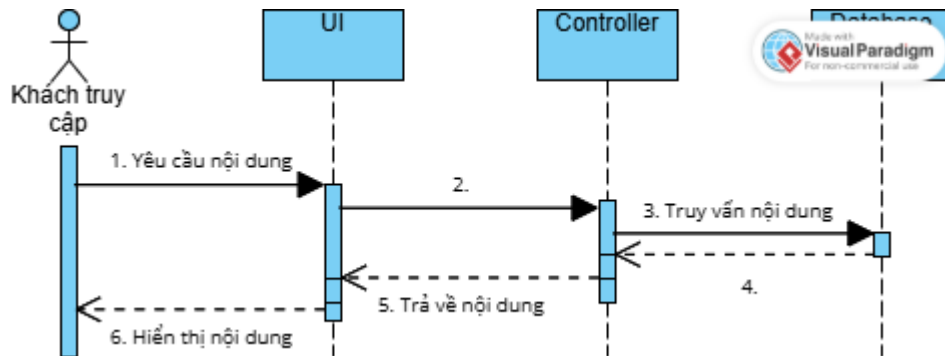 UI
Controller
Database
Made with
Visual Paradigm
For non-commercial use
Khách truy
cập
1. Yêu cầu nội dung
2.
3. Truy vấn nội dung
4.
5. Trả về nội dung
6. Hiển thị nội dung